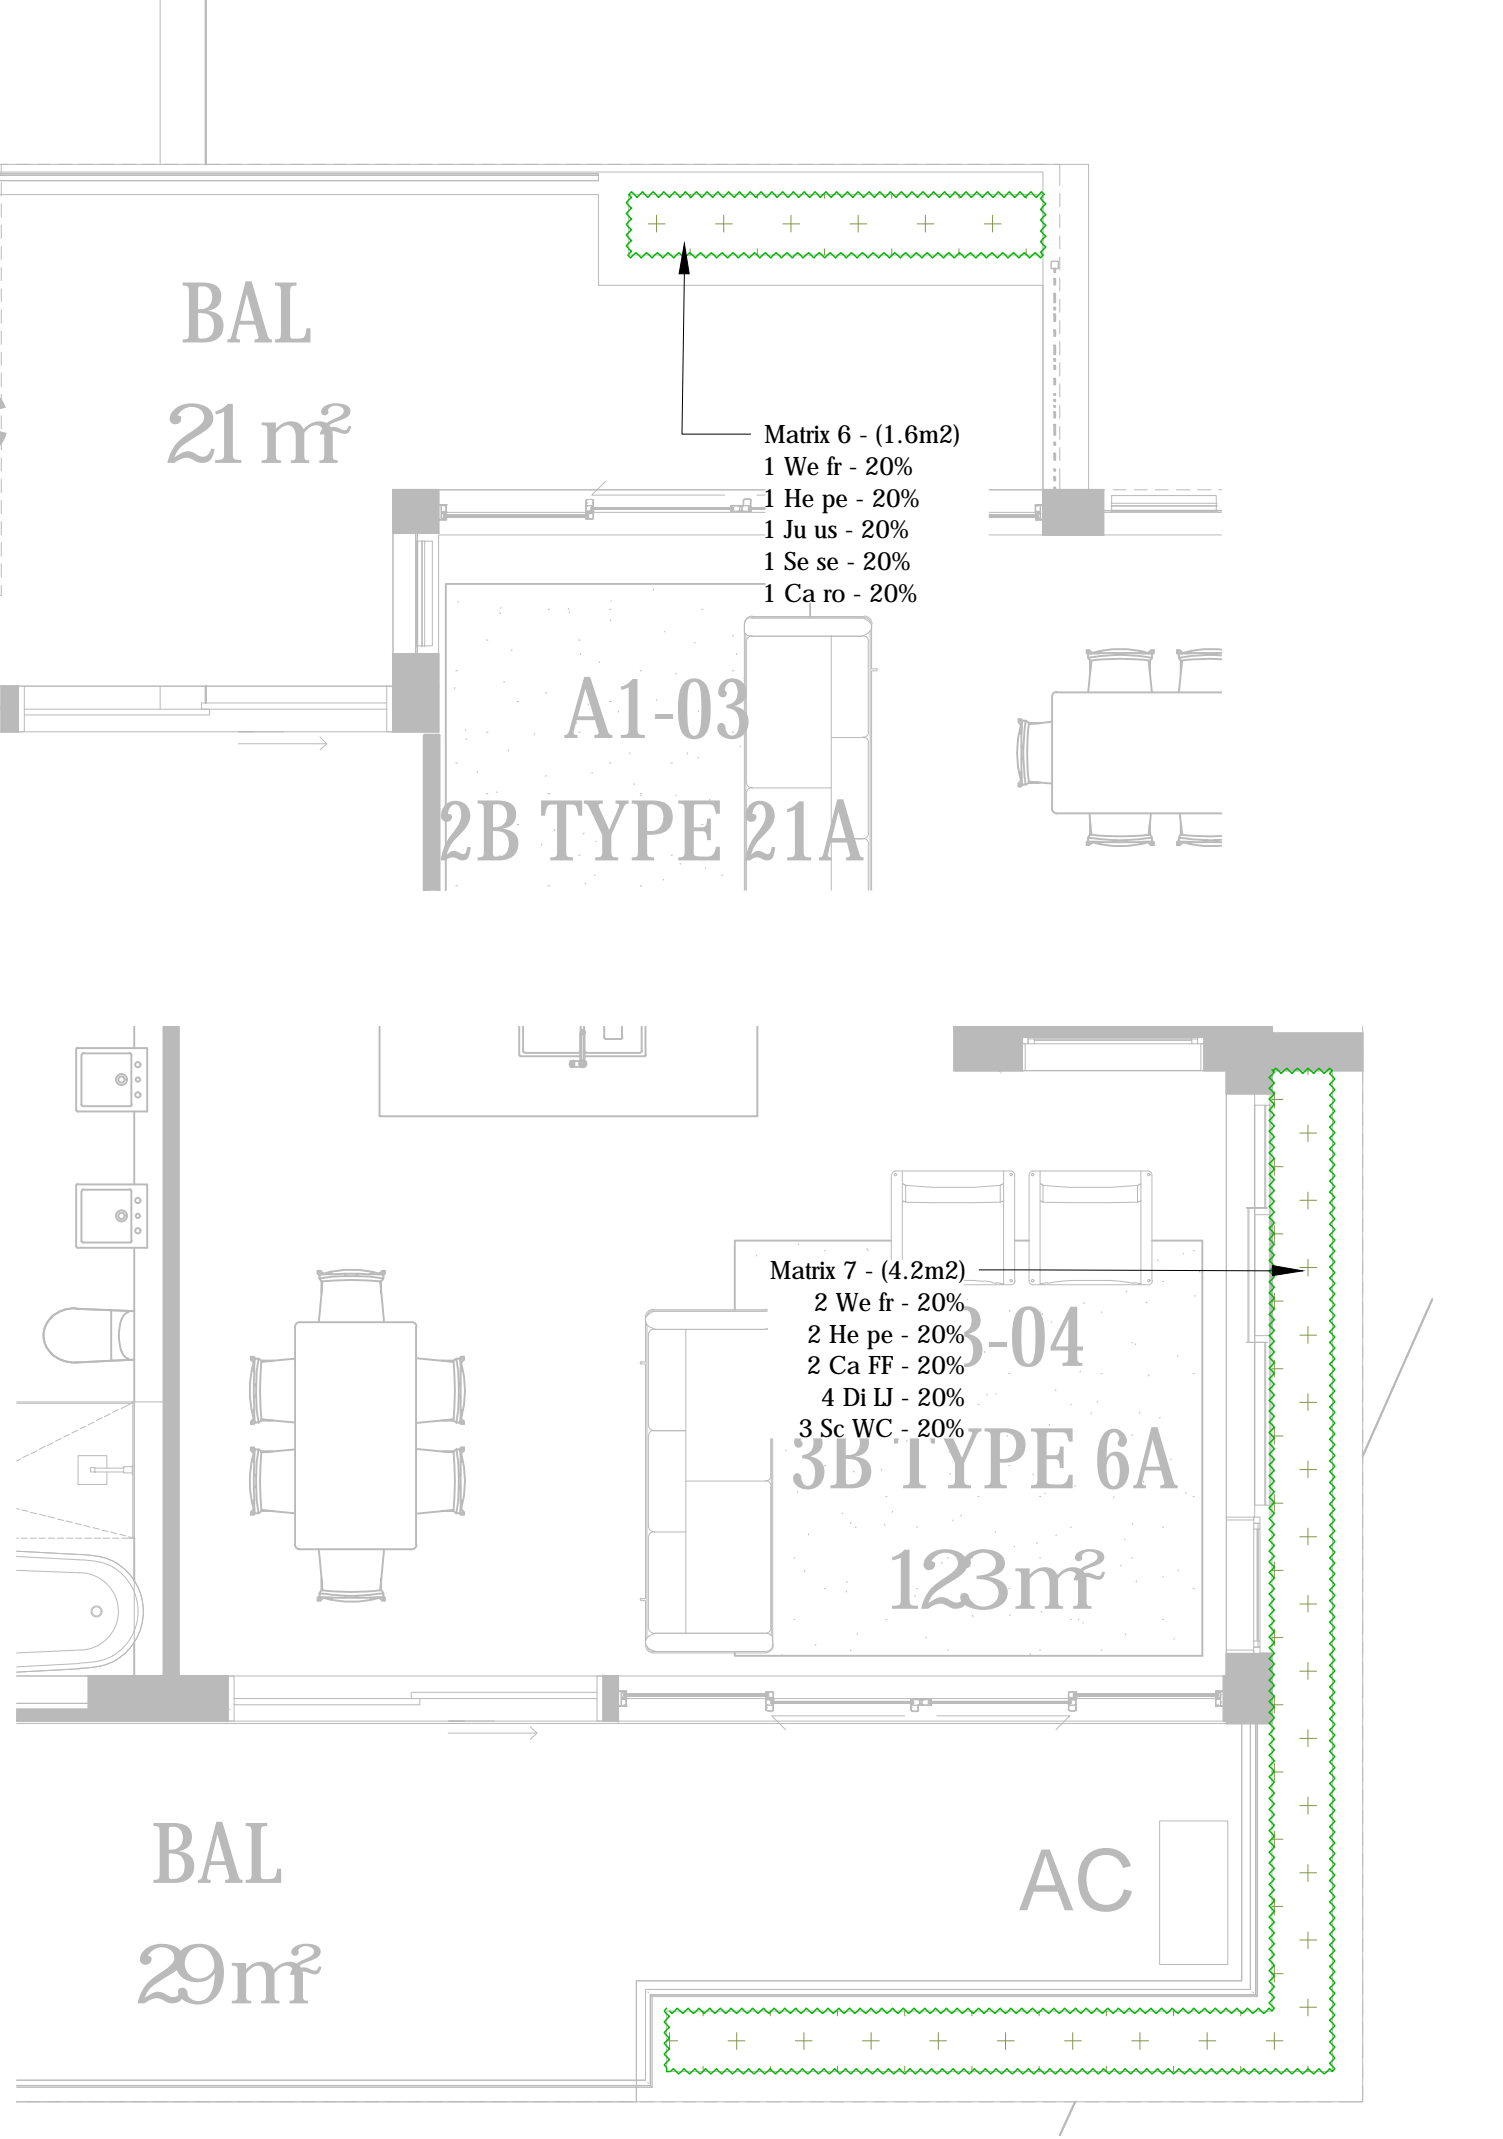 BAL
21 m²
Matrix 6 - (1.6m2)
1 We fr - 20%
1 He pe - 20%
1 Ju us - 20%
1 Se se - 20%
1 Ca ro - 20%
A1-03
2B TYPE 21A
Matrix 7 - (4.2m2)
2 We fr - 20%
2 He pe - 20%
2 Ca FF - 20%
4 Di LJ - 20%
3 Sc WC - 20%
3-04
3B TYPE 6A
123m²
BAL
29m²
AC